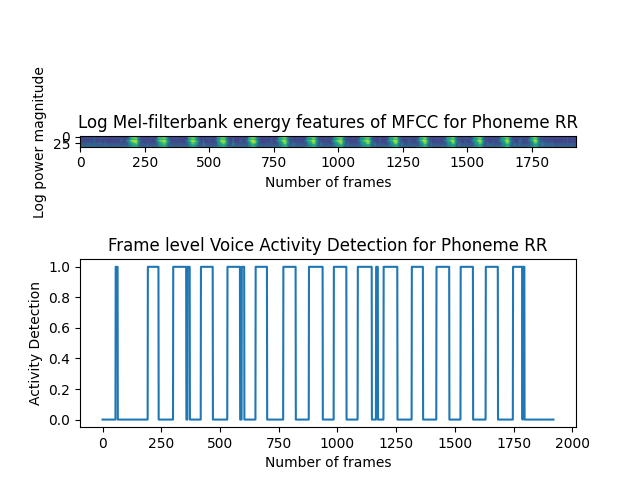 Log Mel-filterbank energy features of MFCC for Phoneme RR
Log power magnitude
0
25
0 250 500 750 1000 1250 1500 1750
Number of frames
Frame level Voice Activity Detection for Phoneme RR
Activity Detection
1.0
0.8
0.6
0.4
0.2
0.0
0 250 500 750 1000 1250 1500 1750 2000
Number of frames